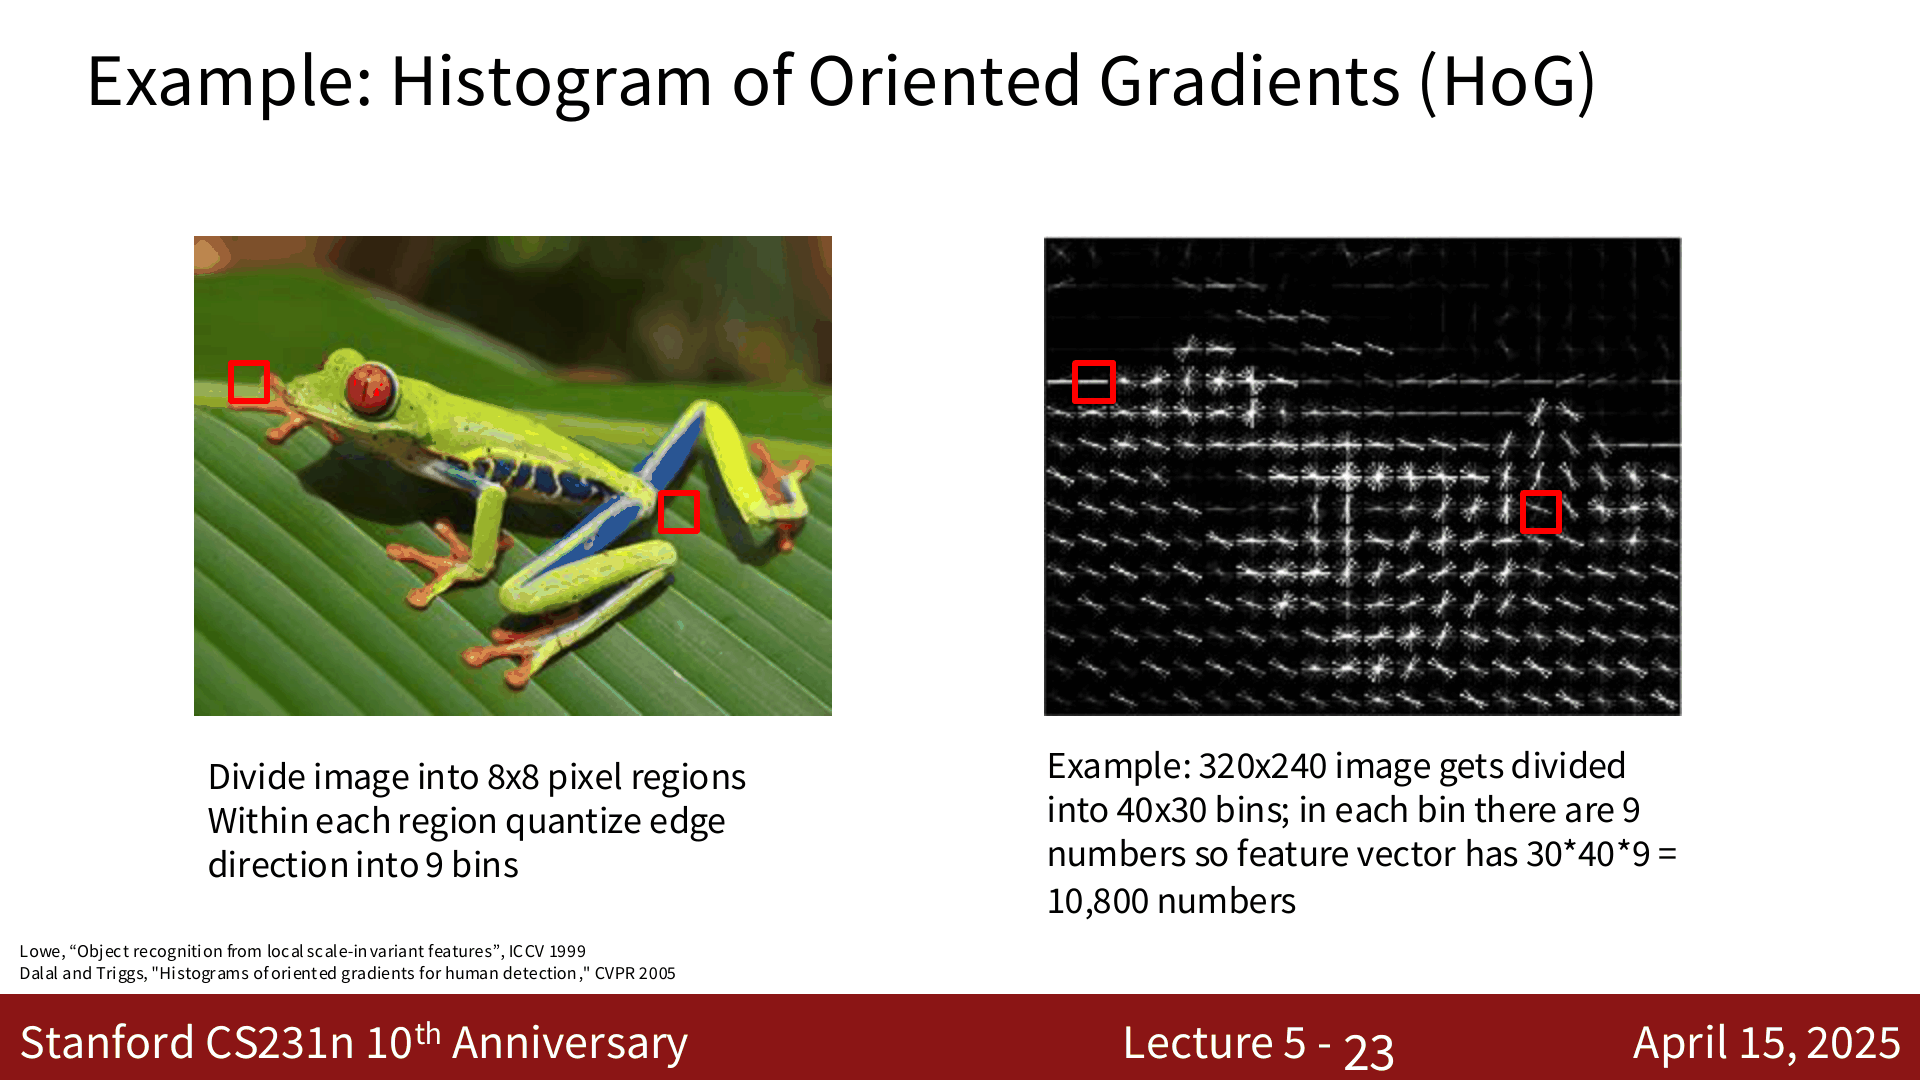 Example: Histogram of Oriented Gradients (HoG)
Divide image into 8x8 pixel regions
Within each region quantize edge
direction into 9 bins
Example: 320x240 image gets divided
into 40x30 bins; in each bin there are 9
numbers so feature vector has 30*40*9 =
10,800 numbers
Lowe, “Object recognition from local scale-invariant features”, ICCV 1999
Dalal and Triggs, "Histograms of oriented gradients for human detection," CVPR 2005
Stanford CS231n 10th Anniversary
Lecture 5 - 23
April 15, 2025